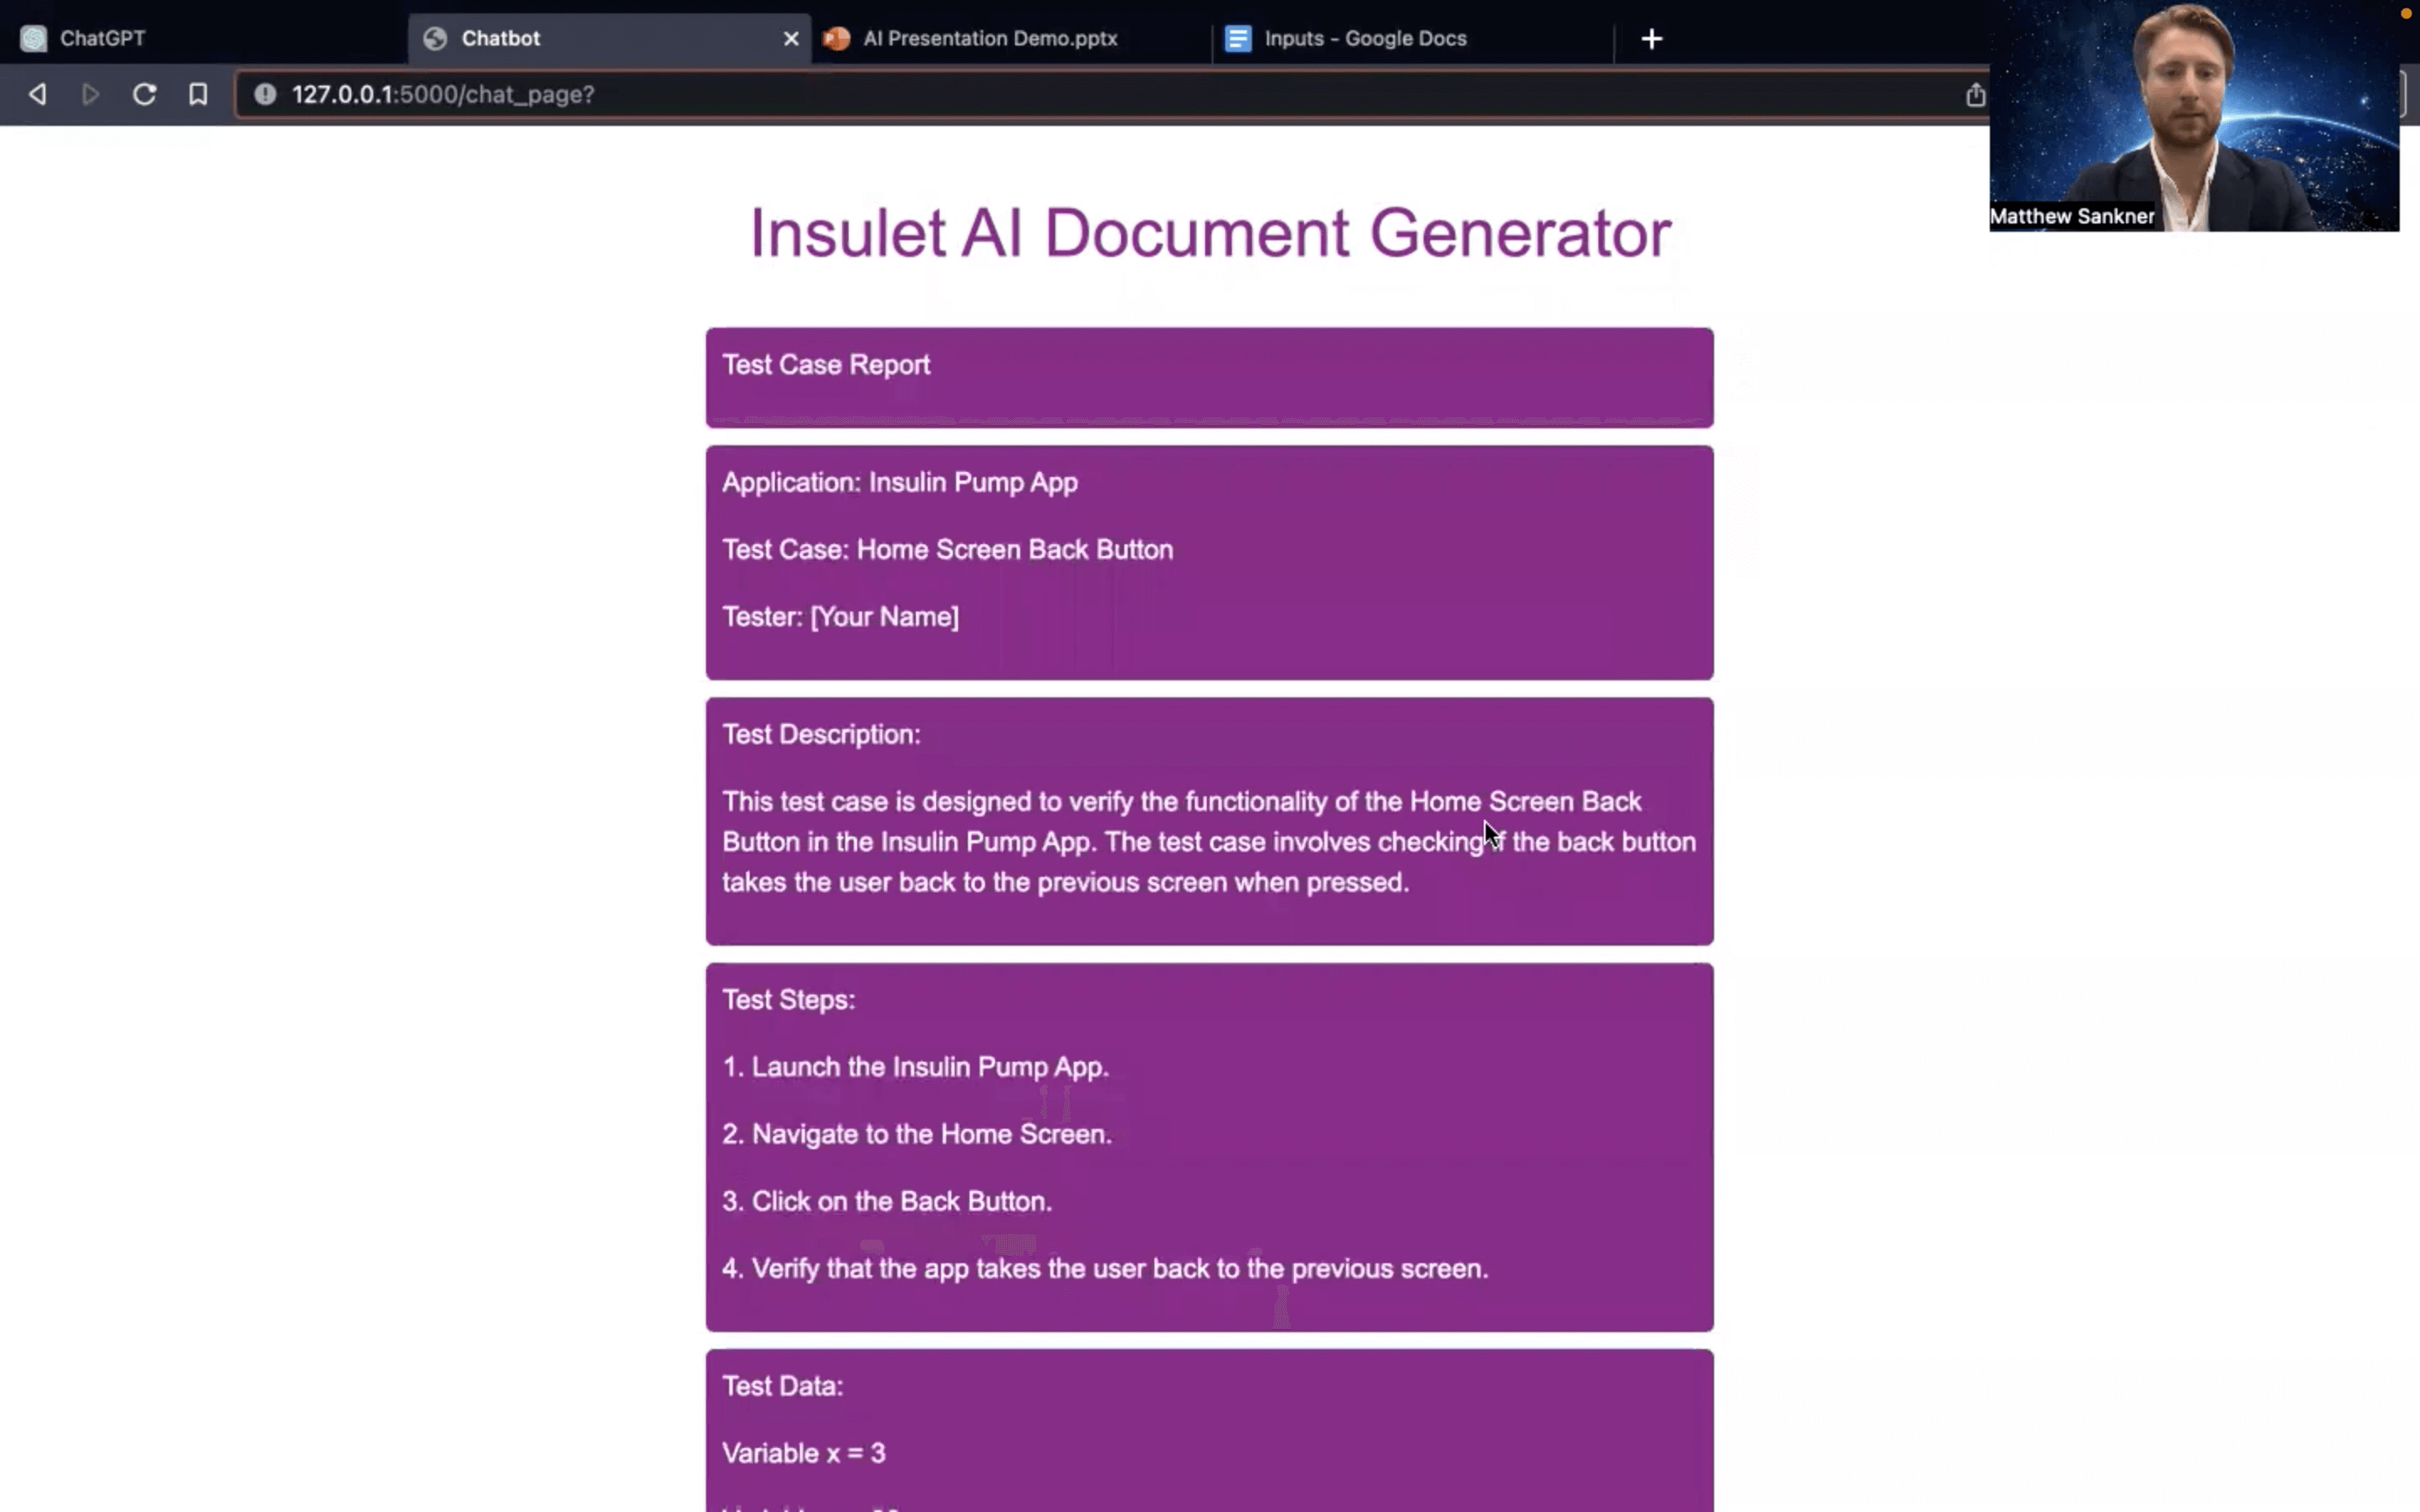 ChatGPT
Chatbot
AI Presentation Demo.pptx
Inputs - Google Docs
127.0.0.1:5000/chat_page?
Matthew Sankner
Insulet AI Document Generator
Test Case Report
Application: Insulin Pump App
Test Case: Home Screen Back Button
Tester: [Your Name]
Test Description:
This test case is designed to verify the functionality of the Home Screen Back
Button in the Insulin Pump App. The test case involves checking if the back button
takes the user back to the previous screen when pressed.
Test Steps:
1. Launch the Insulin Pump App.
2. Navigate to the Home Screen.
3. Click on the Back Button.
4. Verify that the app takes the user back to the previous screen.
Test Data:
Variable x = 3